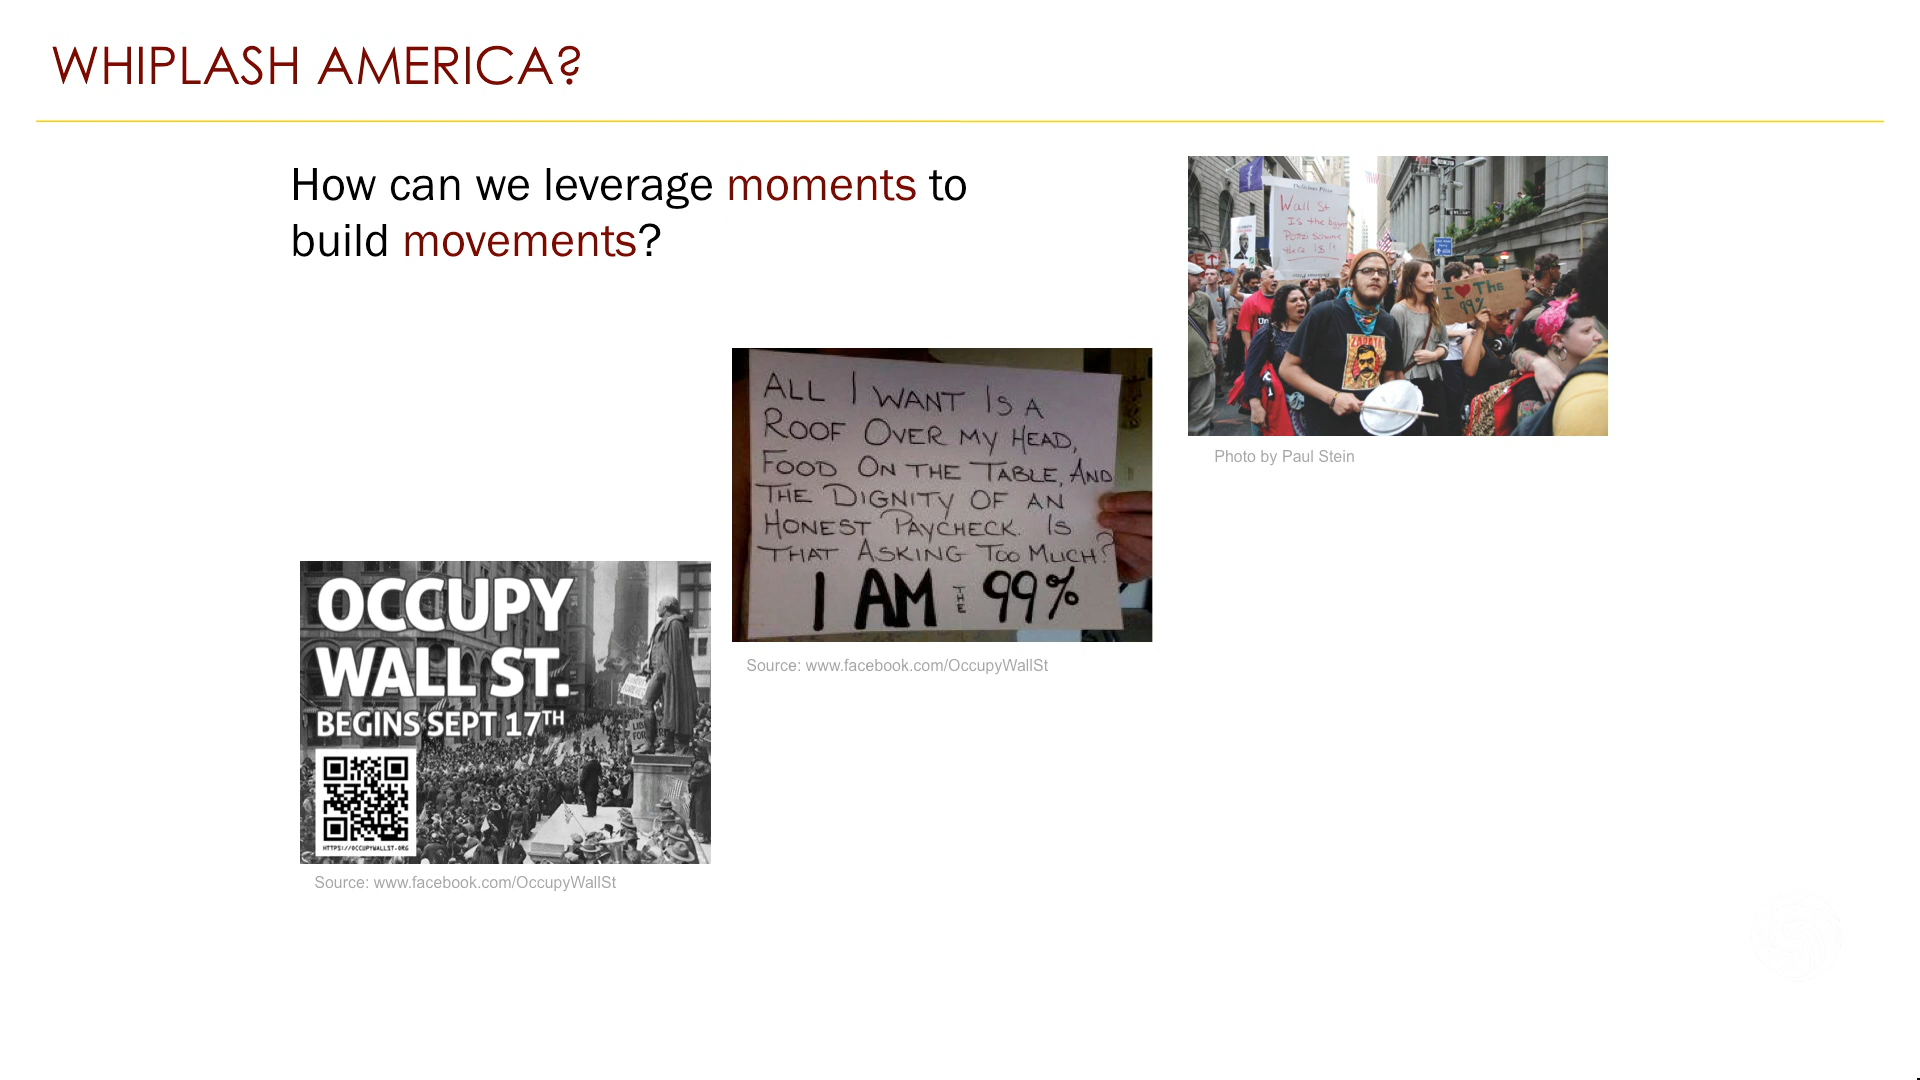 WHIPLASH AMERICA?
How can we leverage moments to
build movements?
Wall St
Is the bigger
Ponzi scheme
there is!!
I ♥ The
99%
ZAPATA
Photo by Paul Stein
ALL I WANT IS A
ROOF OVER MY HEAD,
FOOD ON THE TABLE, AND
THE DIGNITY OF AN
HONEST PAYCHECK. IS
THAT ASKING TOO MUCH?
I AM THE 99%
Source: www.facebook.com/OccupyWallSt
OCCUPY
WALL ST.
BEGINS SEPT 17TH
HTTPS://OCCUPYWALLST.ORG
Source: www.facebook.com/OccupyWallSt